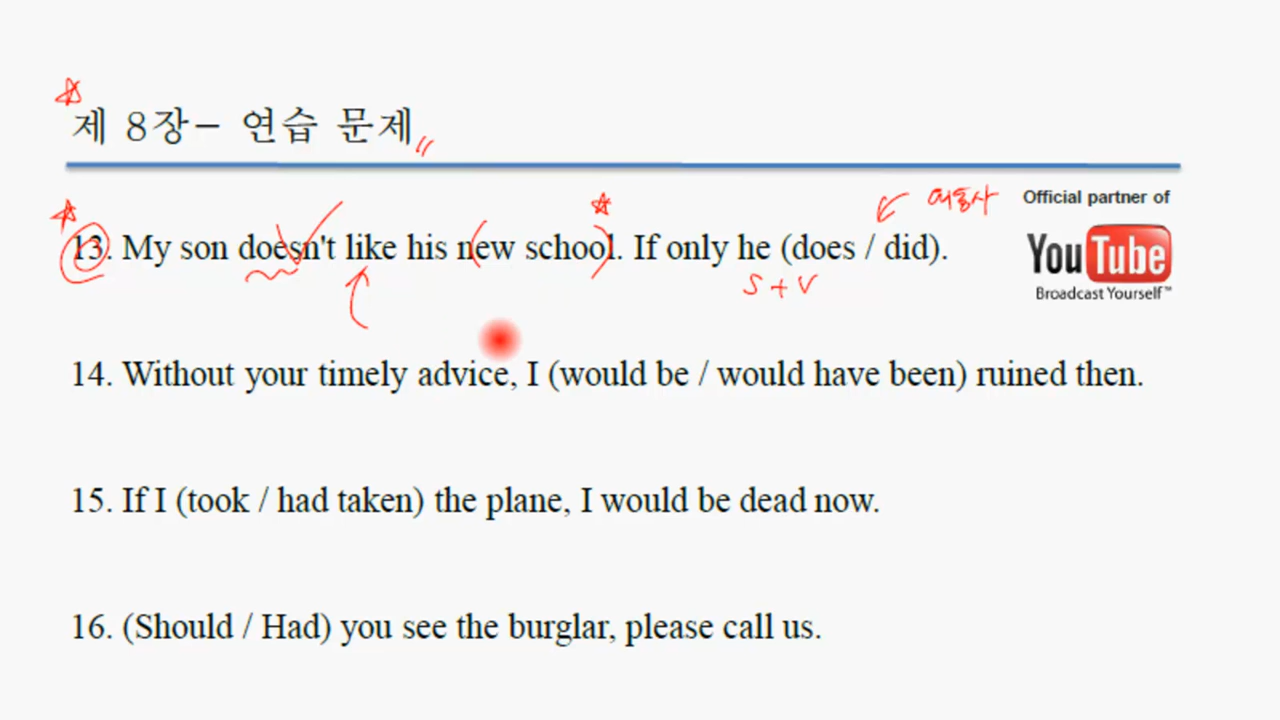 제 8장- 연습 문제
Official partner of
YouTube
Broadcast Yourself™
여동사
13. My son doesn't like his new school. If only he (does / did).
S + V
14. Without your timely advice, I (would be / would have been) ruined then.
15. If I (took / had taken) the plane, I would be dead now.
16. (Should / Had) you see the burglar, please call us.